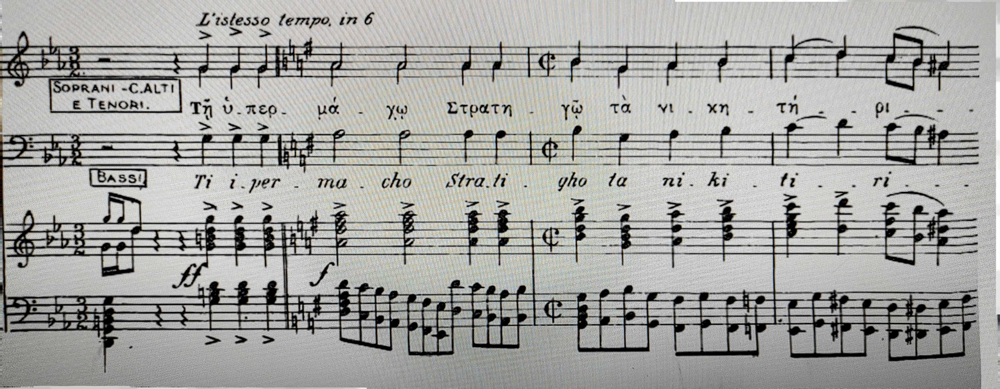 L'istesso tempo, in 6
SOPRANI - C.ALTI
E TENORI.
Τῇ ὑ - περ - μά - χῳ Στρατη - γῷ τὰ νι - κη - τή - - ρι - - -
BASSI
Ti i - per - ma - cho Stra - ti - gho ta ni - ki - ti - - ri - - -
ff f